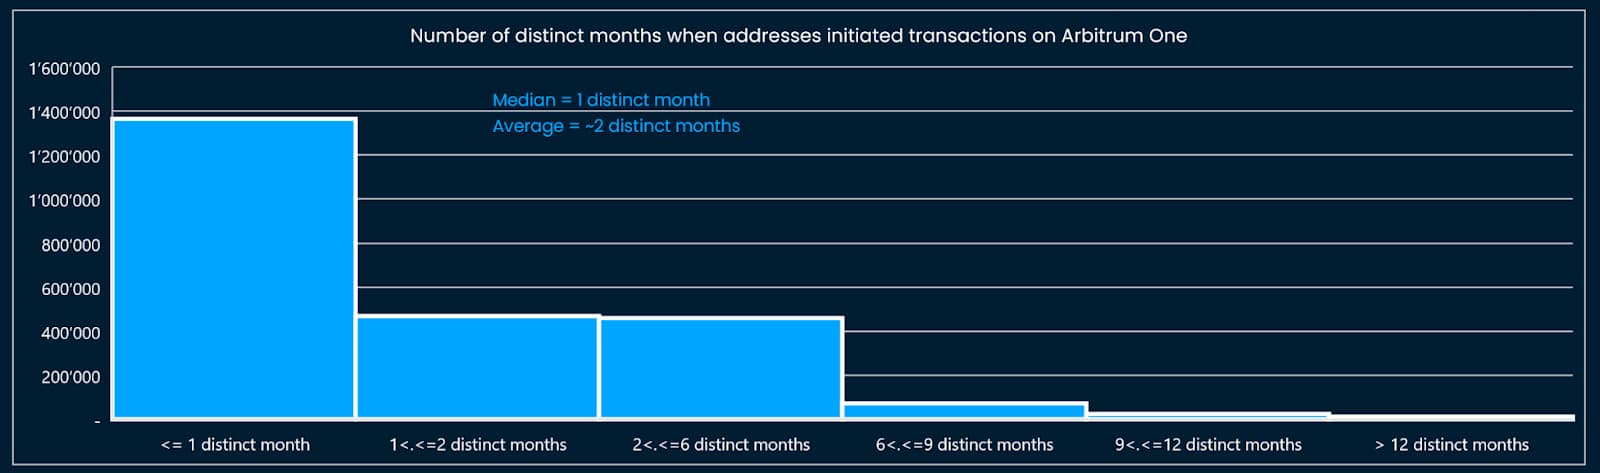 Number of distinct months when addresses initiated transactions on Arbitrum One
1’600’000
Median = 1 distinct month
1’400’000
Average = ~2 distinct months
1’200’000
1’000’000
800’000
600’000
400’000
200’000
-
<= 1 distinct month 1<.<=2 distinct months 2<.<=6 distinct months 6<.<=9 distinct months 9<.<=12 distinct months > 12 distinct months